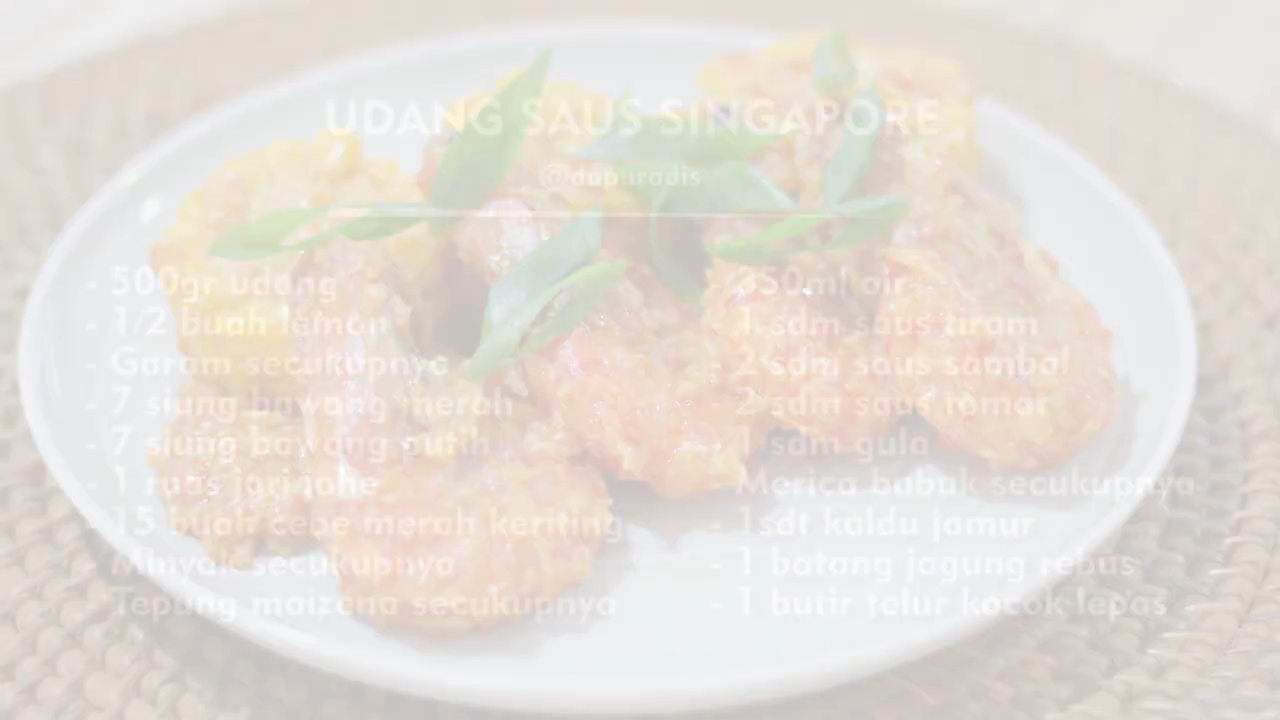 UDANG SAUS SINGAPORE
@dapuradis
- 500gr udang
- 1/2 buah lemon
- Garam secukupnya
- 7 siung bawang merah
- 7 siung bawang putih
- 1 ruas jari jahe
- 15 buah cebe merah keriting
- Minyak secukupnya
- Tepung maizena secukupnya
- 350ml air
- 1 sdm saus tiram
- 2 sdm saus sambal
- 2 sdm saus tomat
- 1 sdm gula
- Merica bubuk secukupnya
- 1sdt kaldu jamur
- 1 batang jagung rebus
- 1 butir telur kocok lepas